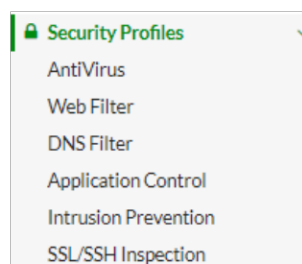 Security Profiles
AntiVirus
Web Filter
DNS Filter
Application Control
Intrusion Prevention
SSL/SSH Inspection